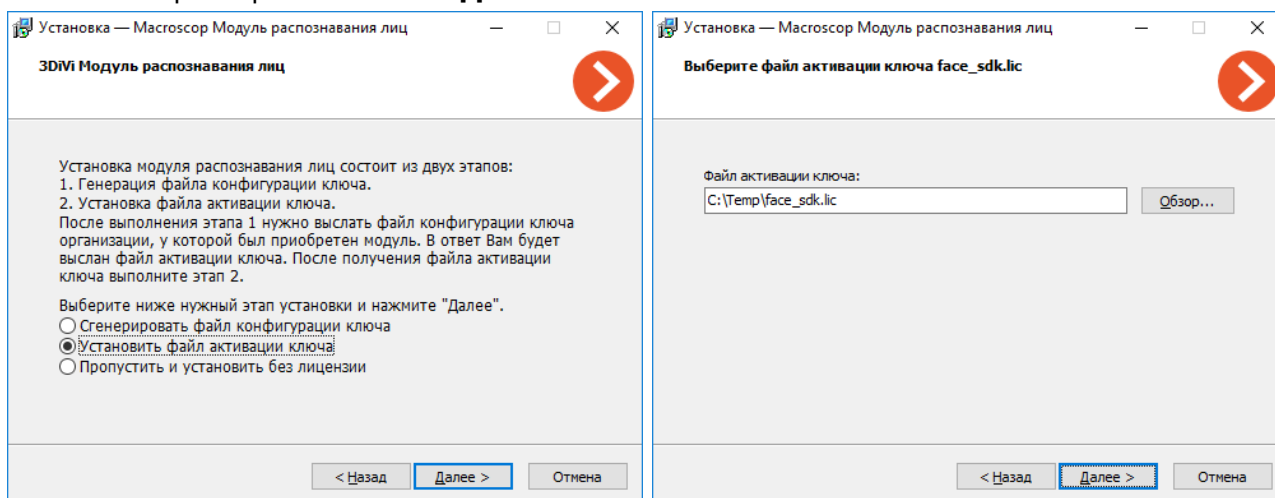 Установка — Macroscop Модуль распознавания лиц
3DiVi Модуль распознавания лиц
Установка модуля распознавания лиц состоит из двух этапов:
1. Генерация файла конфигурации ключа.
2. Установка файла активации ключа.
После выполнения этапа 1 нужно выслать файл конфигурации ключа
организации, у которой был приобретен модуль. В ответ Вам будет
выслан файл активации ключа. После получения файла активации
ключа выполните этап 2.
Выберите ниже нужный этап установки и нажмите "Далее".
Сгенерировать файл конфигурации ключа
Установить файл активации ключа
Пропустить и установить без лицензии
< Назад
Далее >
Отмена
Установка — Macroscop Модуль распознавания лиц
Выберите файл активации ключа face_sdk.lic
Файл активации ключа:
C:\Temp\face_sdk.lic
Обзор...
< Назад
Далее >
Отмена